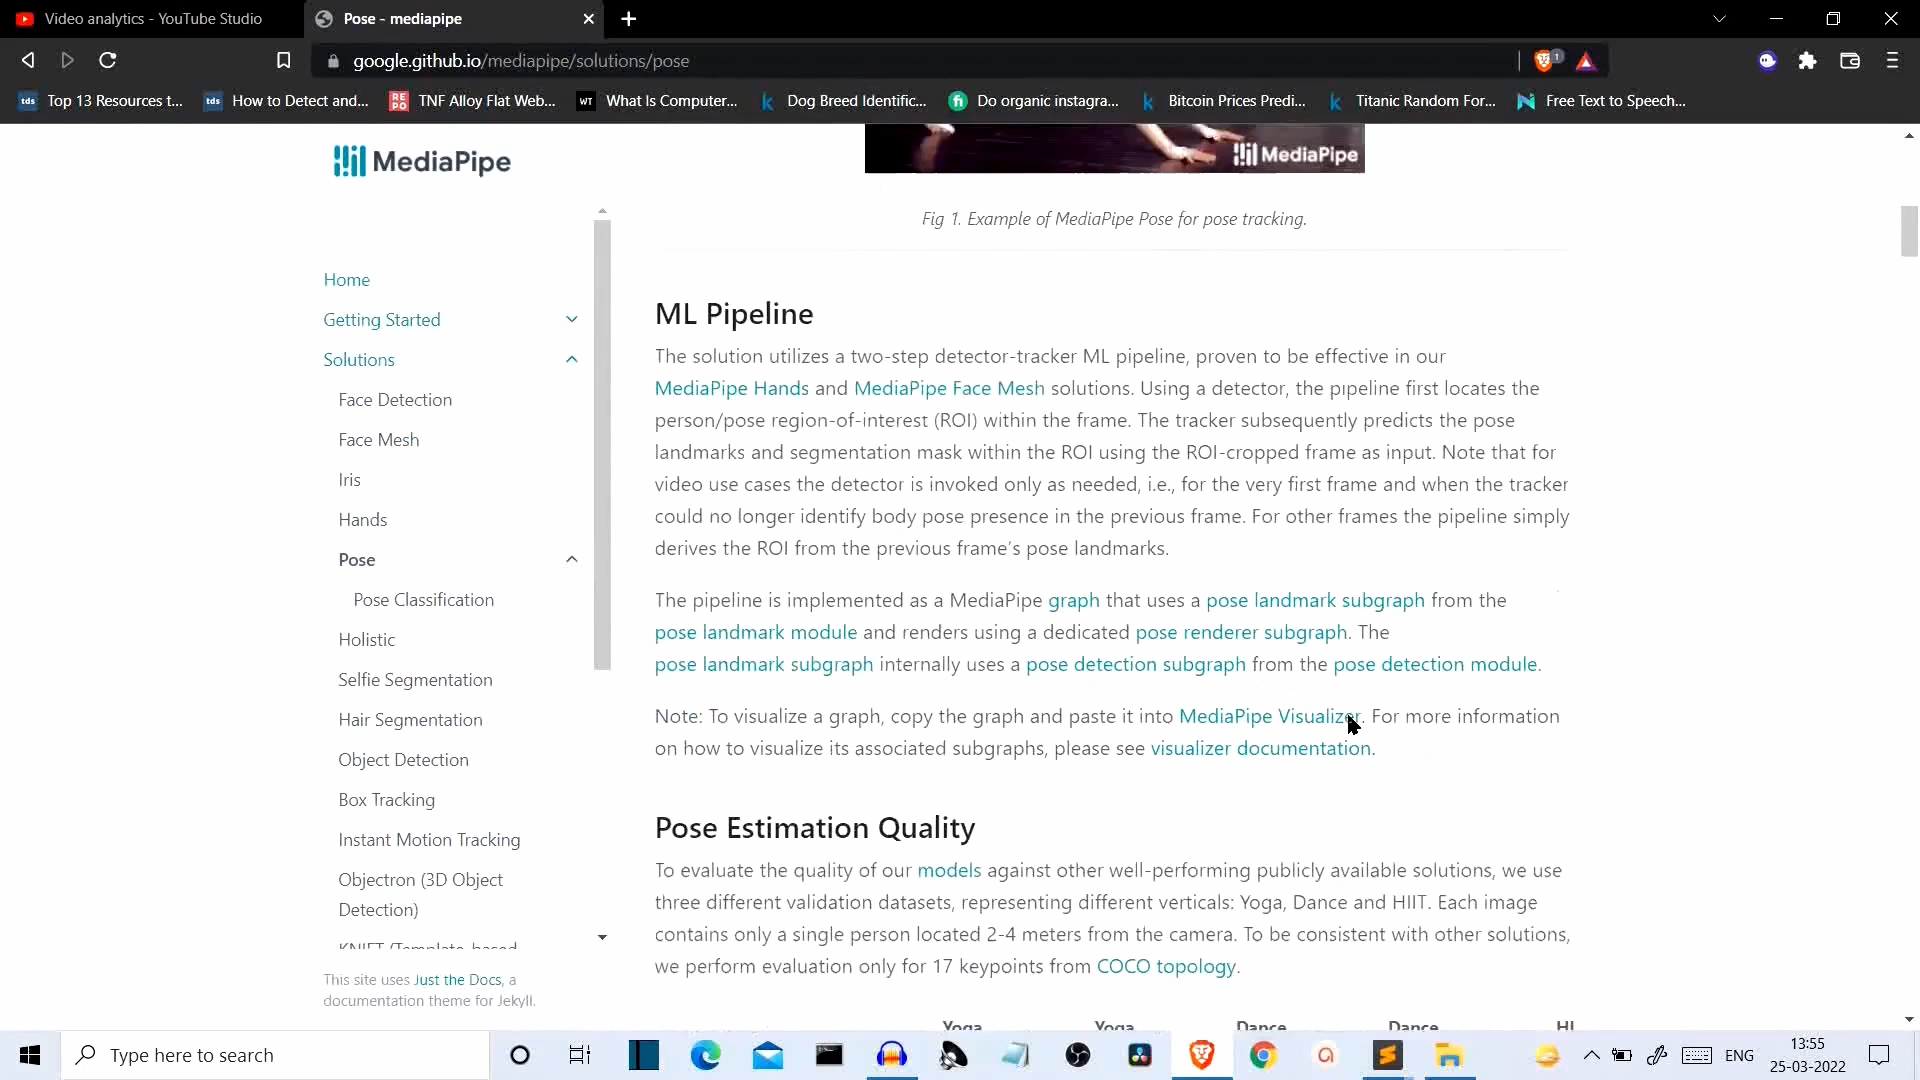 Video analytics - YouTube Studio
Pose - mediapipe
google.github.io/mediapipe/solutions/pose
1
tds Top 13 Resources t...
tds How to Detect and...
REPO TNF Alloy Flat Web...
WT What Is Computer...
k Dog Breed Identific...
fi Do organic instagra...
k Bitcoin Prices Predi...
k Titanic Random For...
Free Text to Speech...
MediaPipe
Home
Getting Started
Solutions
Face Detection
Face Mesh
Iris
Hands
Pose
Pose Classification
Holistic
Selfie Segmentation
Hair Segmentation
Object Detection
Box Tracking
Instant Motion Tracking
Objectron (3D Object
Detection)
KNIFT (Template-based
This site uses Just the Docs, a
documentation theme for Jekyll.
MediaPipe
Fig 1. Example of MediaPipe Pose for pose tracking.
ML Pipeline
The solution utilizes a two-step detector-tracker ML pipeline, proven to be effective in our
MediaPipe Hands and MediaPipe Face Mesh solutions. Using a detector, the pipeline first locates the
person/pose region-of-interest (ROI) within the frame. The tracker subsequently predicts the pose
landmarks and segmentation mask within the ROI using the ROI-cropped frame as input. Note that for
video use cases the detector is invoked only as needed, i.e., for the very first frame and when the tracker
could no longer identify body pose presence in the previous frame. For other frames the pipeline simply
derives the ROI from the previous frame's pose landmarks.
The pipeline is implemented as a MediaPipe graph that uses a pose landmark subgraph from the
pose landmark module and renders using a dedicated pose renderer subgraph. The
pose landmark subgraph internally uses a pose detection subgraph from the pose detection module.
Note: To visualize a graph, copy the graph and paste it into MediaPipe Visualizer. For more information
on how to visualize its associated subgraphs, please see visualizer documentation.
Pose Estimation Quality
To evaluate the quality of our models against other well-performing publicly available solutions, we use
three different validation datasets, representing different verticals: Yoga, Dance and HIIT. Each image
contains only a single person located 2-4 meters from the camera. To be consistent with other solutions,
we perform evaluation only for 17 keypoints from COCO topology.
Yoga Yoga Dance Dance HI
Type here to search
ENG
13:55
25-03-2022